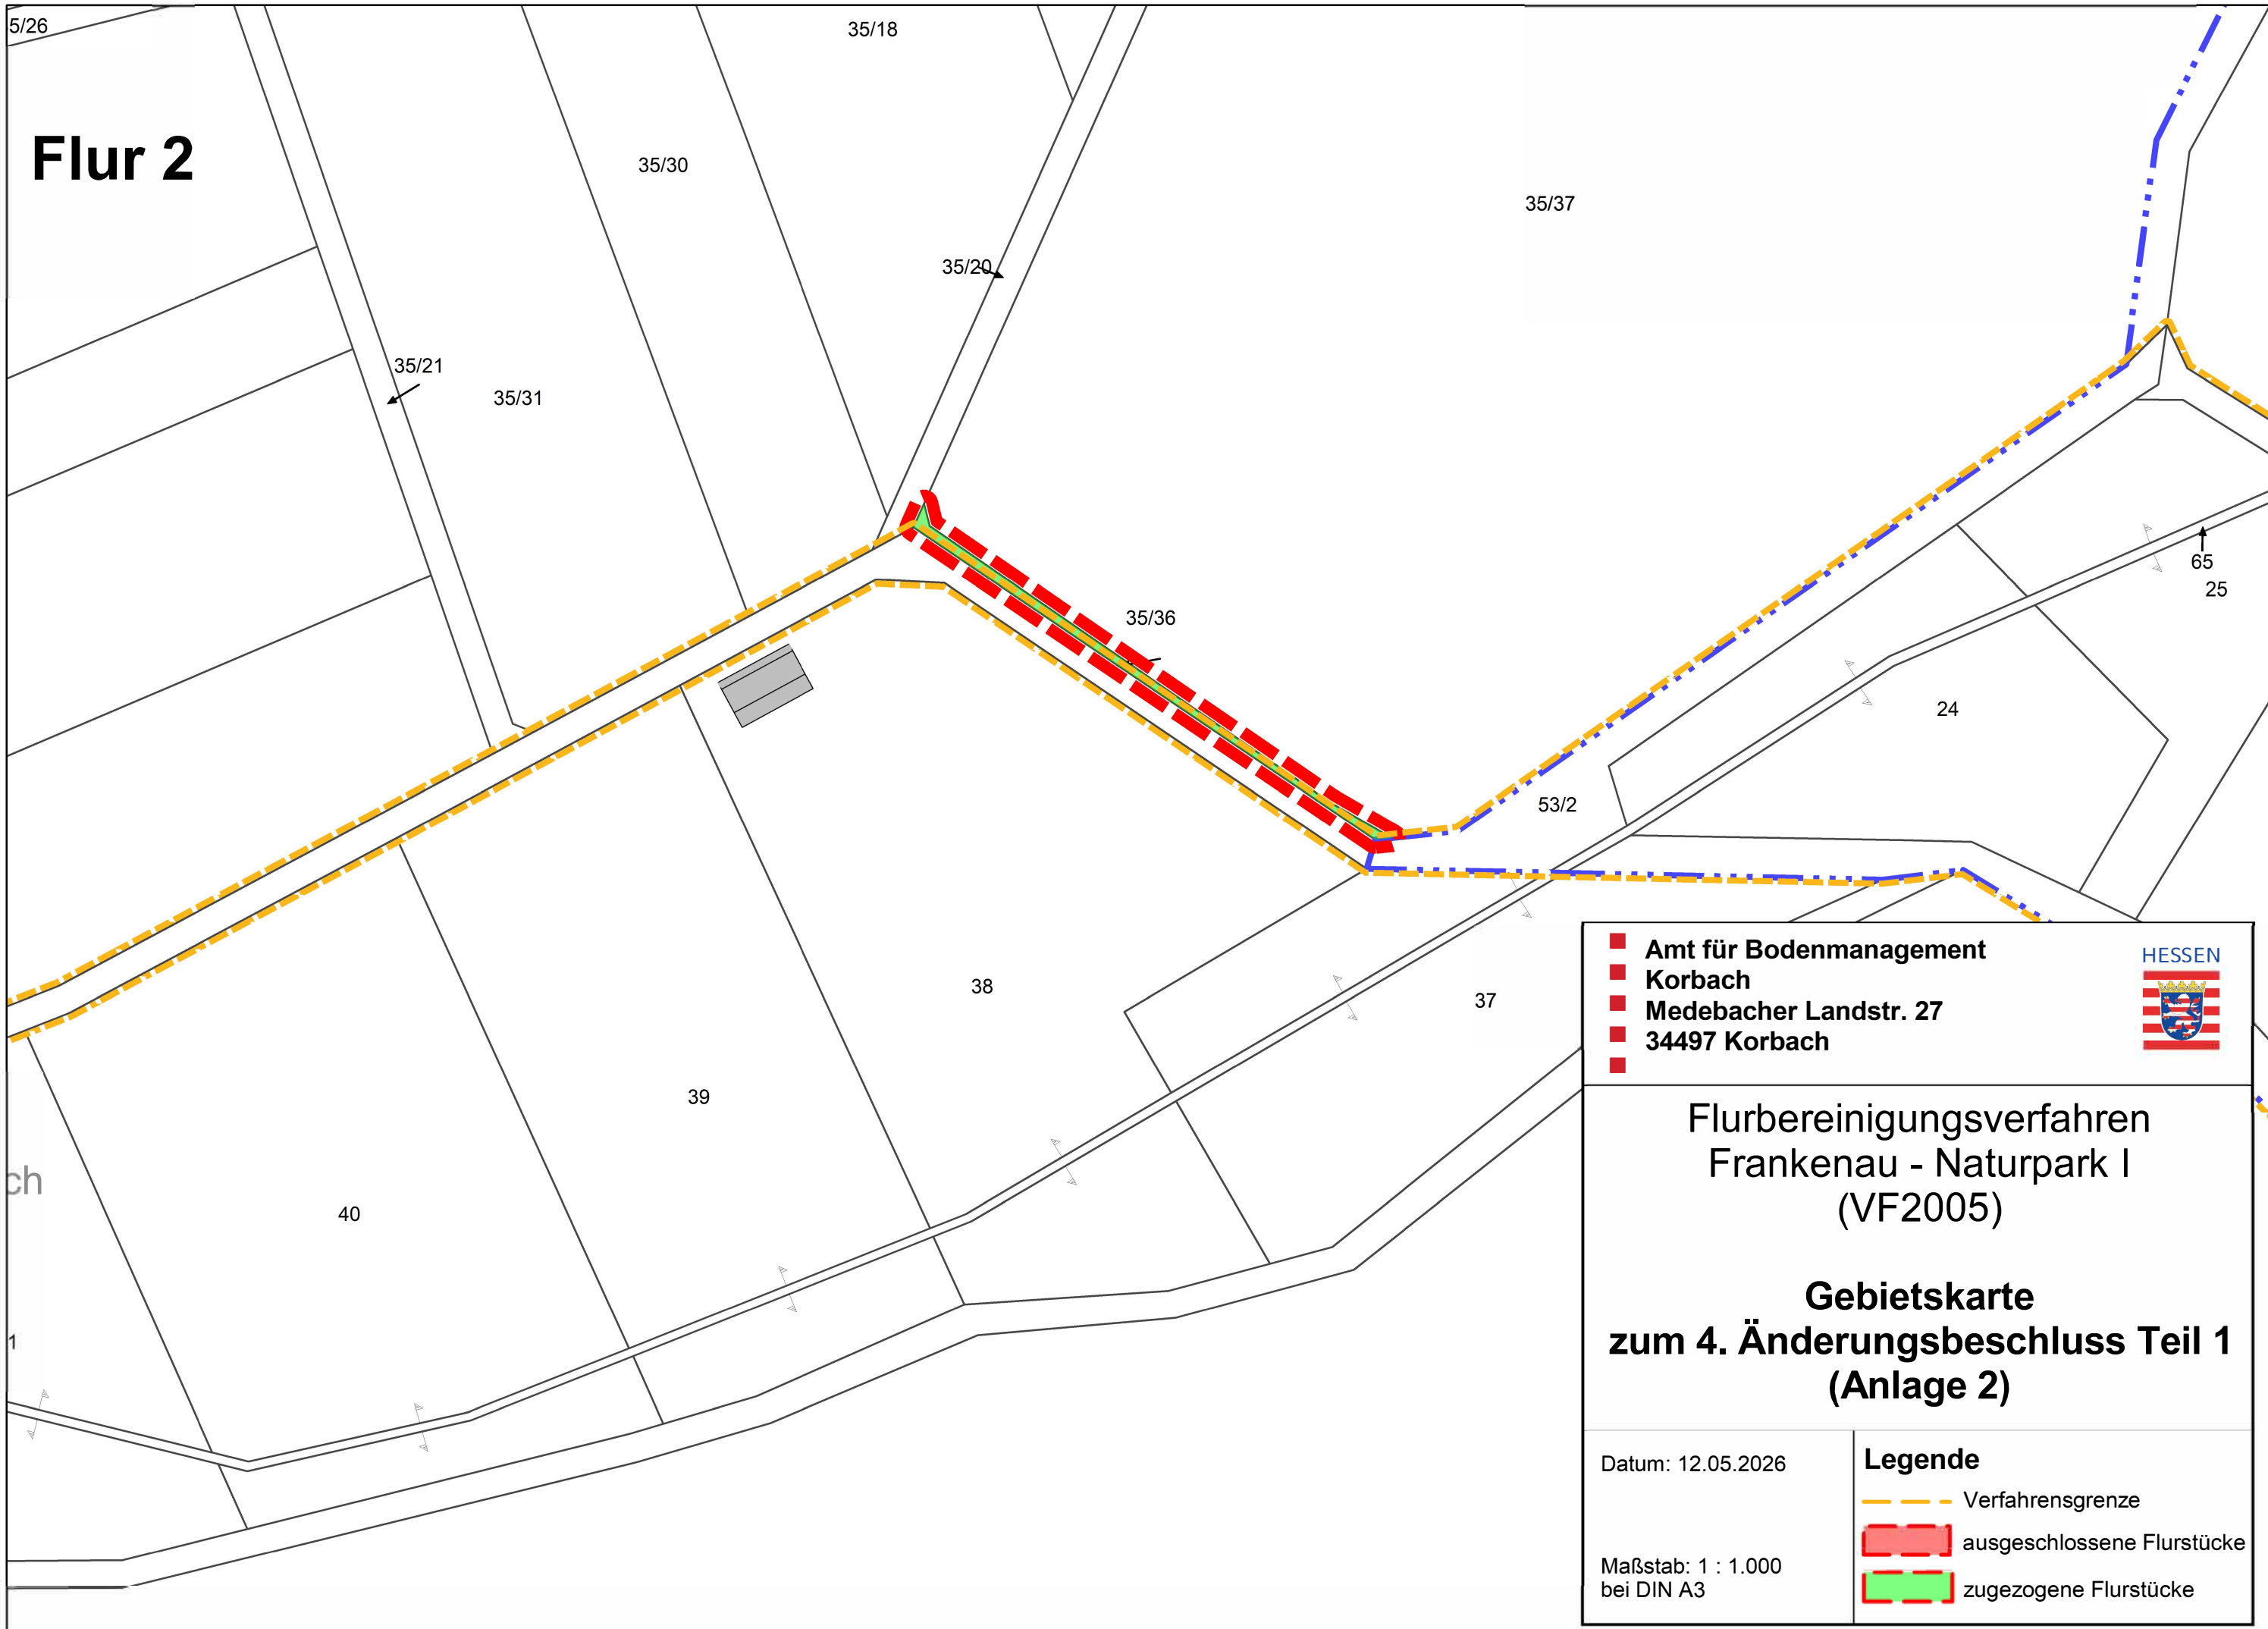 5/26
35/18
Flur 2
35/30
35/37
35/20
35/21
35/31
65
25
35/36
24
53/2
38
37
39
40
ch
1
Amt für Bodenmanagement
Korbach
Medebacher Landstr. 27
34497 Korbach
HESSEN
Flurbereinigungsverfahren
Frankenau - Naturpark I
(VF2005)
Gebietskarte
zum 4. Änderungsbeschluss Teil 1
(Anlage 2)
Datum: 12.05.2026
Maßstab: 1 : 1.000
bei DIN A3
Legende
Verfahrensgrenze
ausgeschlossene Flurstücke
zugezogene Flurstücke